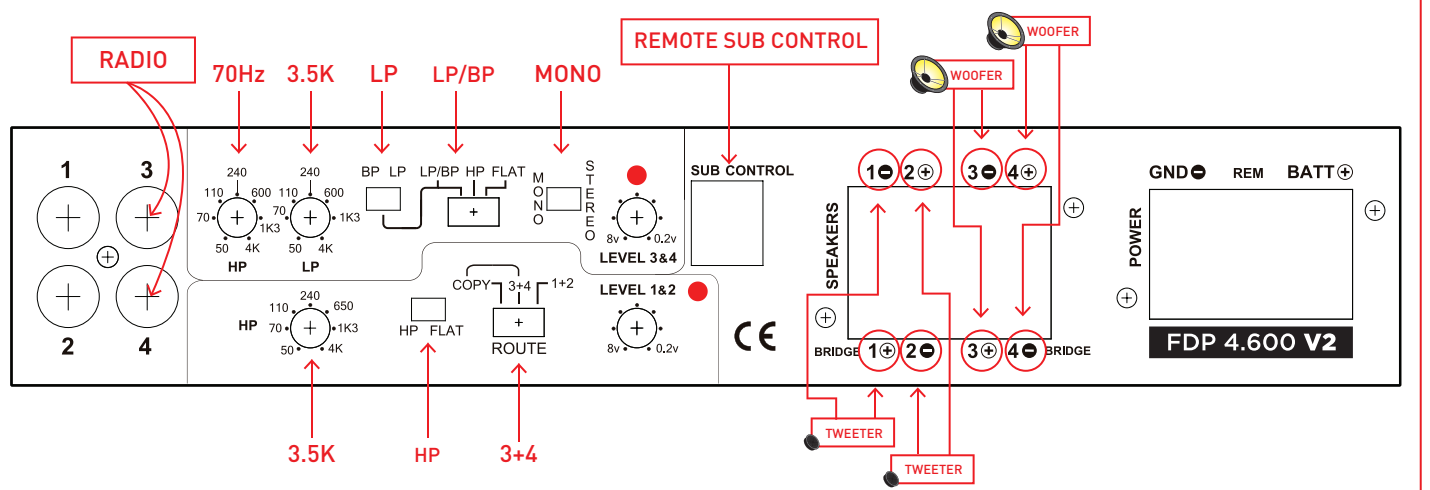 WOOFER
RADIO
REMOTE SUB CONTROL
WOOFER
70Hz 3.5K LP LP/BP MONO
1 3
2 4
240
110 600
70 1K3
50 4K
HP
240
110 600
70 1K3
50 4K
LP
BP LP
LP/BP HP FLAT
MONO
STEREO
8v 0.2v
LEVEL 3&4
SUB CONTROL
1 2 + 3 4 +
SPEAKERS
GND REM BATT +
POWER
COPY 3+4 1+2
ROUTE
LEVEL 1&2
8v 0.2v
HP
240
110 650
70 1K3
50 4K
HP FLAT
CE
BRIDGE 1 + 2 3 + 4 BRIDGE
FDP 4.600 V2
TWEETER
3.5K HP 3+4
TWEETER